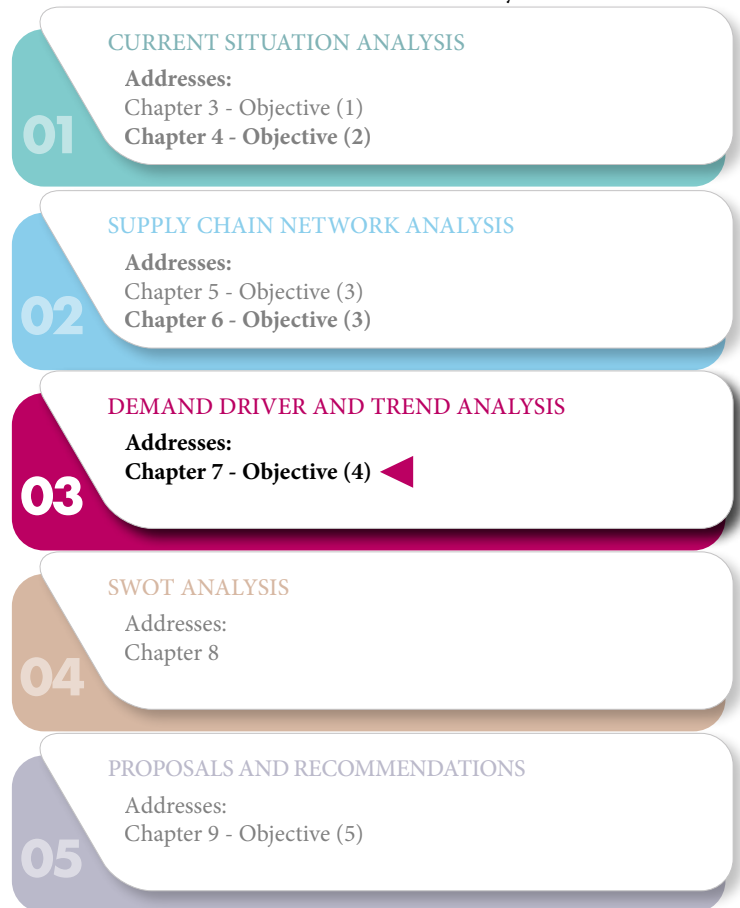 CURRENT SITUATION ANALYSIS
Addresses:
Chapter 3 - Objective (1)
Chapter 4 - Objective (2)
01
SUPPLY CHAIN NETWORK ANALYSIS
Addresses:
Chapter 5 - Objective (3)
Chapter 6 - Objective (3)
02
DEMAND DRIVER AND TREND ANALYSIS
Addresses:
Chapter 7 - Objective (4)
03
SWOT ANALYSIS
Addresses:
Chapter 8
04
PROPOSALS AND RECOMMENDATIONS
Addresses:
Chapter 9 - Objective (5)
05